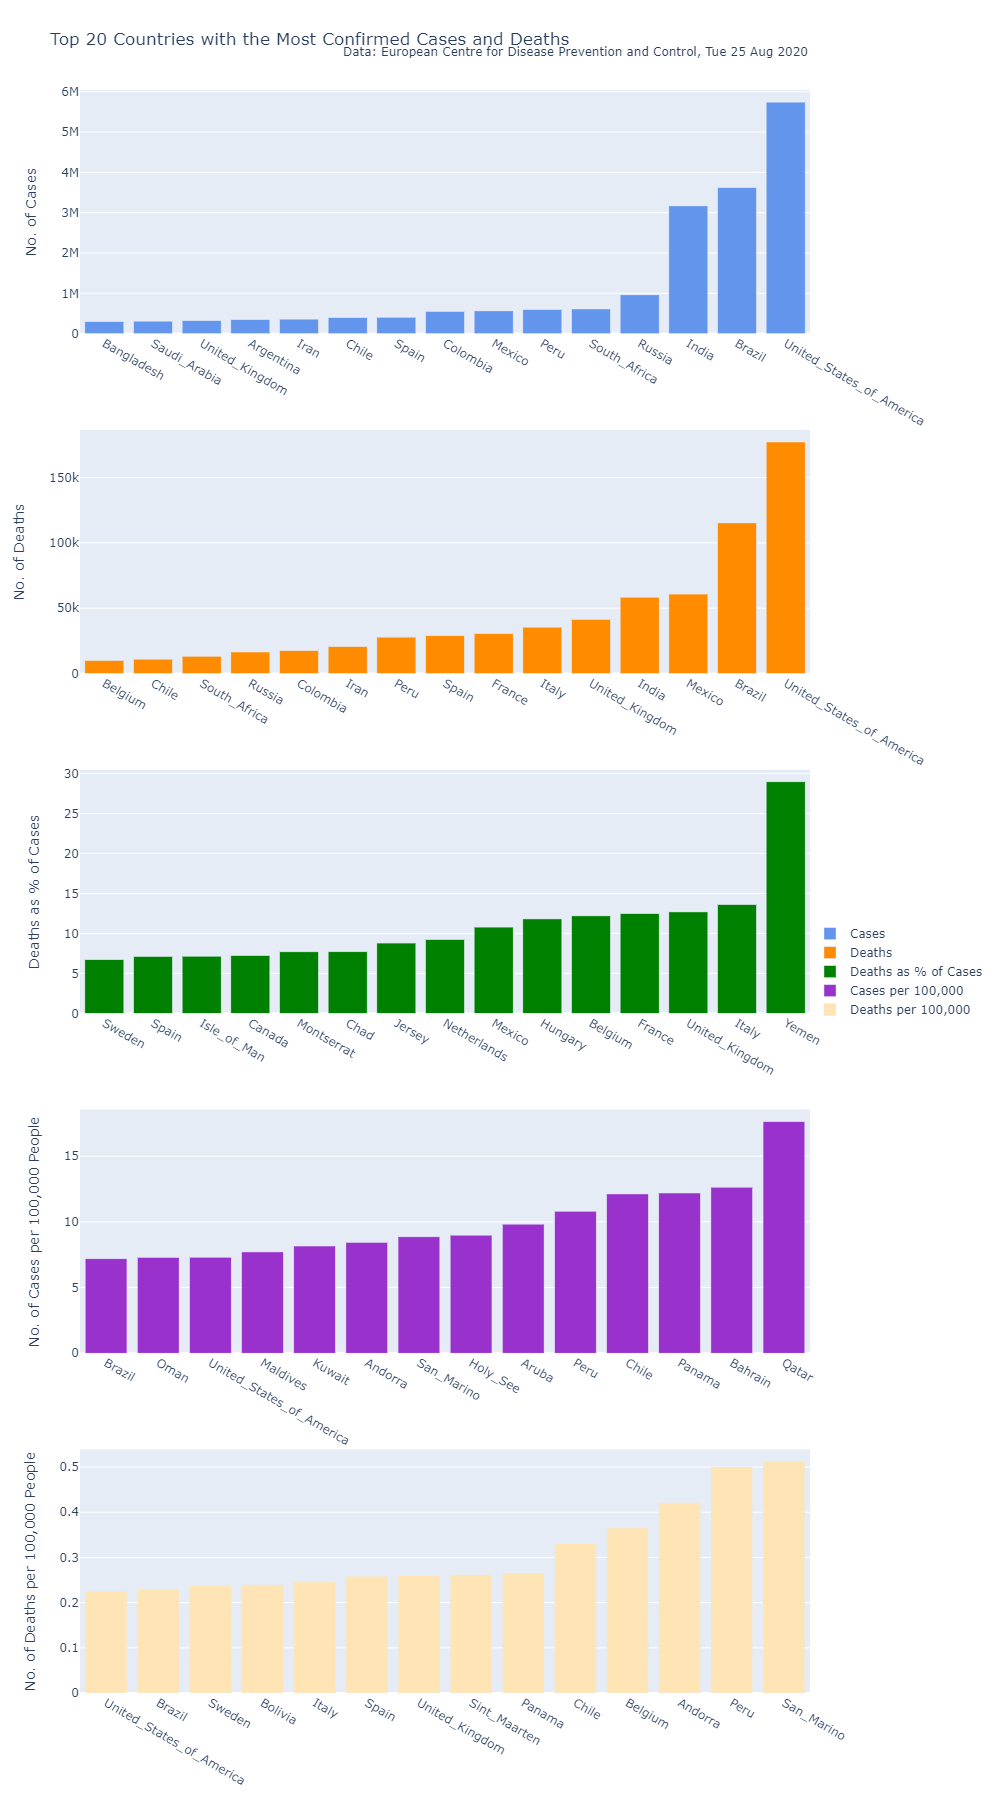 Top 20 Countries with the Most Confirmed Cases and Deaths
Data: European Centre for Disease Prevention and Control, Tue 25 Aug 2020
No. of Cases
6M
5M
4M
3M
2M
1M
0
Bangladesh
Saudi_Arabia
United_Kingdom
Argentina
Iran
Chile
Spain
Colombia
Mexico
Peru
South_Africa
Russia
India
Brazil
United_States_of_America
No. of Deaths
150k
100k
50k
0
Belgium
Chile
South_Africa
Russia
Colombia
Iran
Peru
Spain
France
Italy
United_Kingdom
India
Mexico
Brazil
United_States_of_America
Deaths as % of Cases
30
25
20
15
10
5
0
Sweden
Spain
Isle_of_Man
Canada
Montserrat
Chad
Jersey
Netherlands
Mexico
Hungary
Belgium
France
United_Kingdom
Italy
Yemen
Cases
Deaths
Deaths as % of Cases
Cases per 100,000
Deaths per 100,000
No. of Cases per 100,000 People
15
10
5
0
Brazil
Oman
United_States_of_America
Maldives
Kuwait
Andorra
San_Marino
Holy_See
Aruba
Peru
Chile
Panama
Bahrain
Qatar
No. of Deaths per 100,000 People
0.5
0.4
0.3
0.2
0.1
0
United_States_of_America
Brazil
Sweden
Bolivia
Italy
Spain
United_Kingdom
Sint_Maarten
Panama
Chile
Belgium
Andorra
Peru
San_Marino